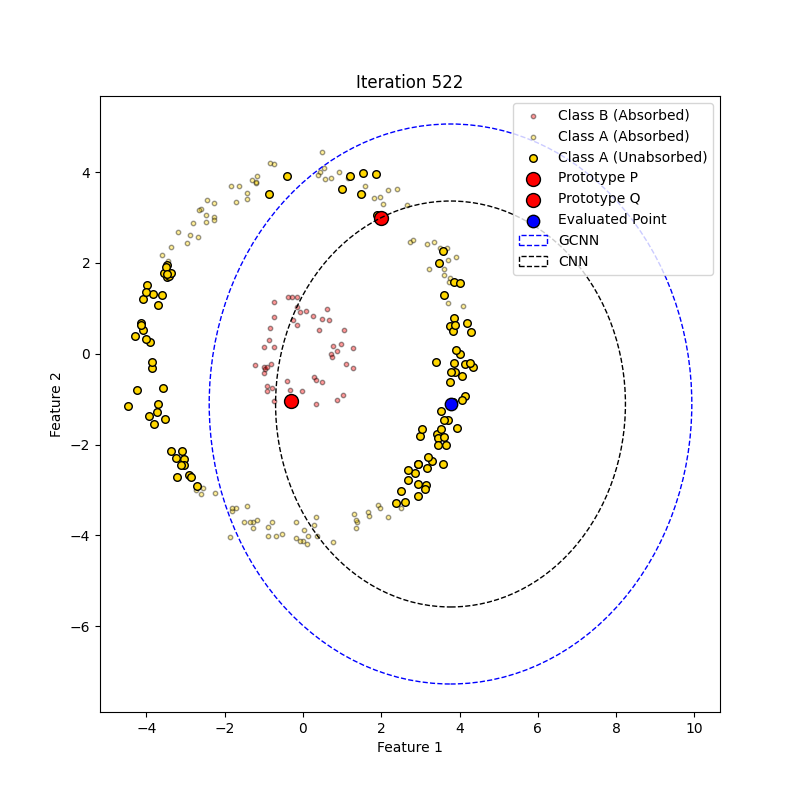 Iteration 522
Class B (Absorbed)
Class A (Absorbed)
Class A (Unabsorbed)
Prototype P
Prototype Q
Evaluated Point
GCNN
CNN
4
2
0
−2
−4
−6
Feature 2
−4 −2 0 2 4 6 8 10
Feature 1